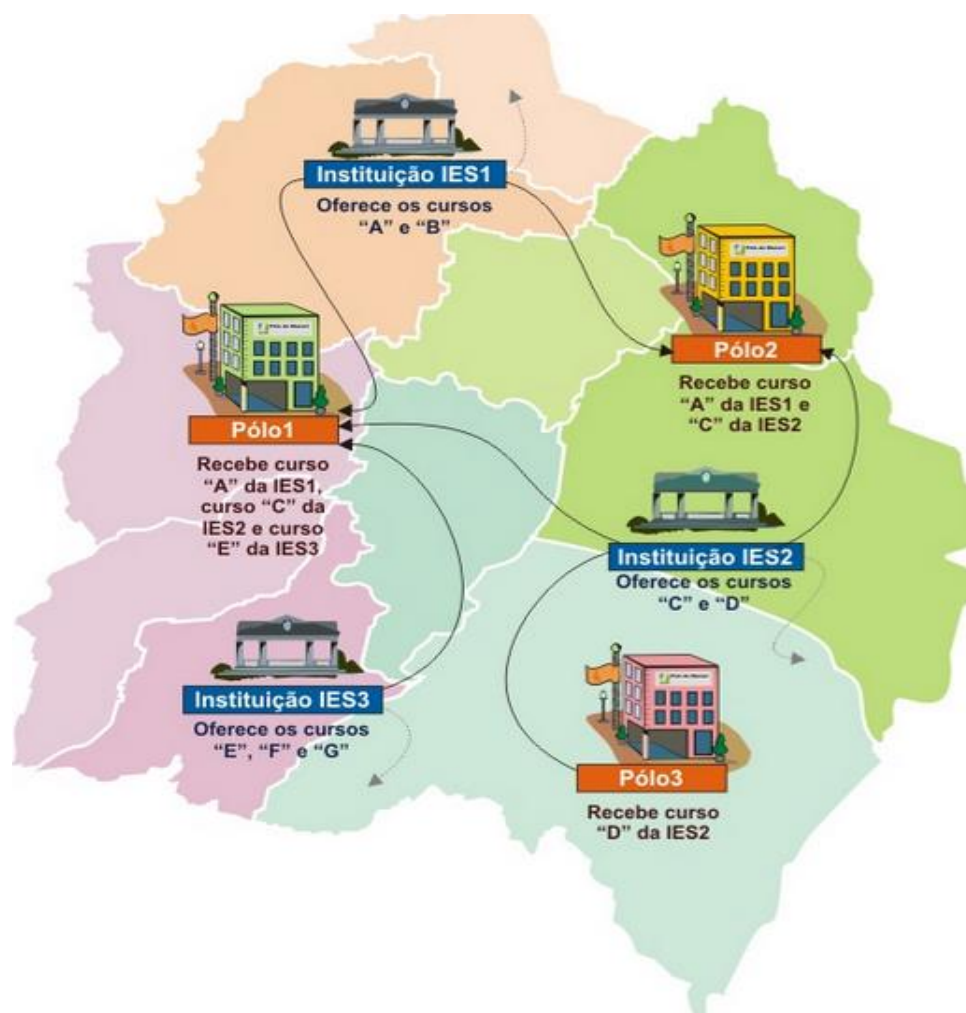 Instituição IES1
Oferece os cursos
“A” e “B”
Pólo2
Recebe curso
“A” da IES1 e
“C” da IES2
Pólo1
Recebe curso
“A” da IES1,
curso “C” da
IES2 e curso
“E” da IES3
Instituição IES2
Oferece os cursos
“C” e “D”
Instituição IES3
Oferece os cursos
“E”, “F” e “G”
Pólo3
Recebe curso
“D” da IES2